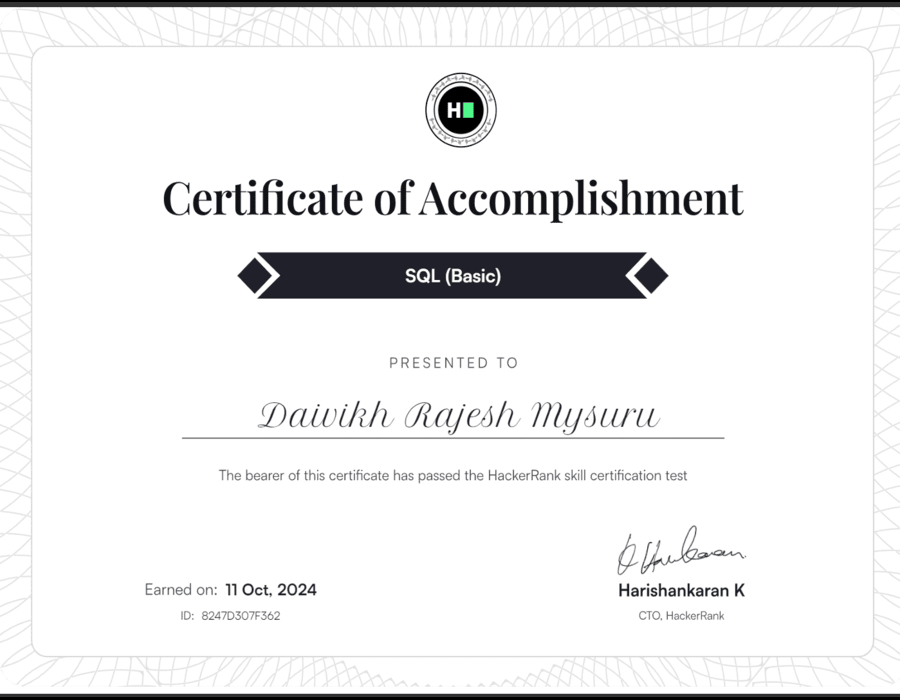 H
Certificate of Accomplishment
SQL (Basic)
PRESENTED TO
Daivikh Rajesh Mysuru
The bearer of this certificate has passed the HackerRank skill certification test
Earned on: 11 Oct, 2024
ID: 8247D307F362
Harishankaran K
CTO, HackerRank